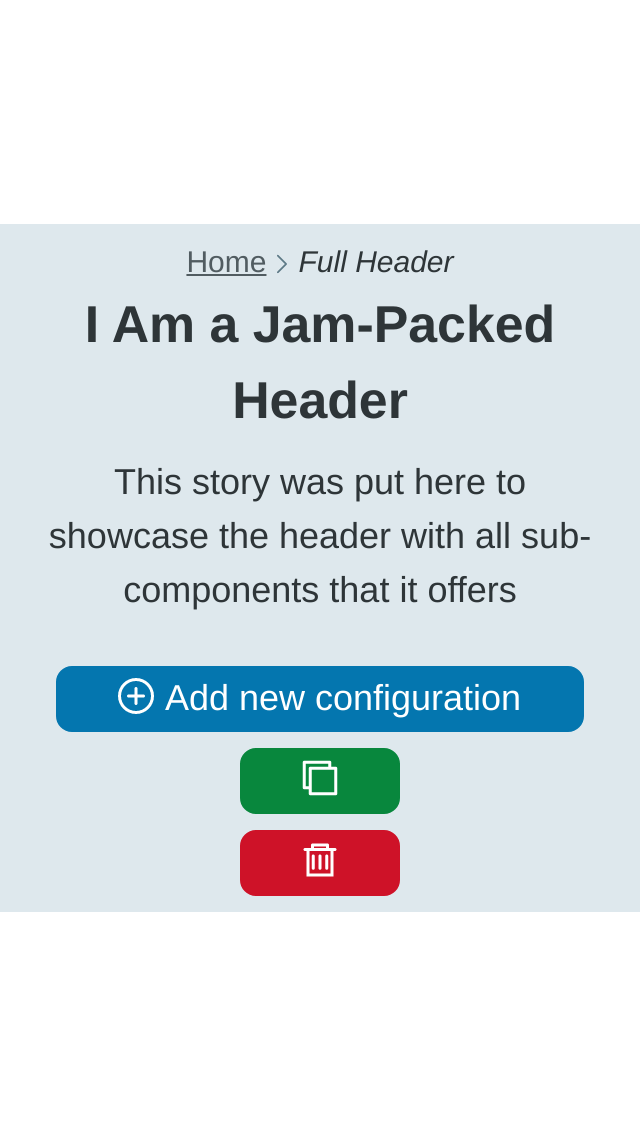 Home Full Header
I Am a Jam-Packed
Header
This story was put here to
showcase the header with all sub-
components that it offers
Add new configuration